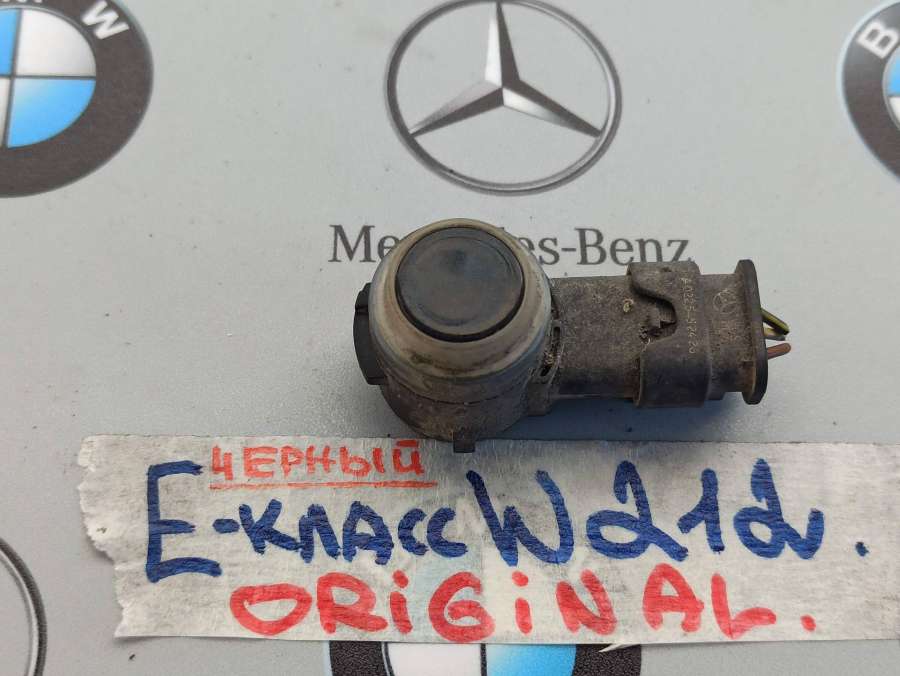 M W
B
Mercedes-Benz
ЧЕРНЫЙ
E-КЛАСС W212.
ORIGINAL.